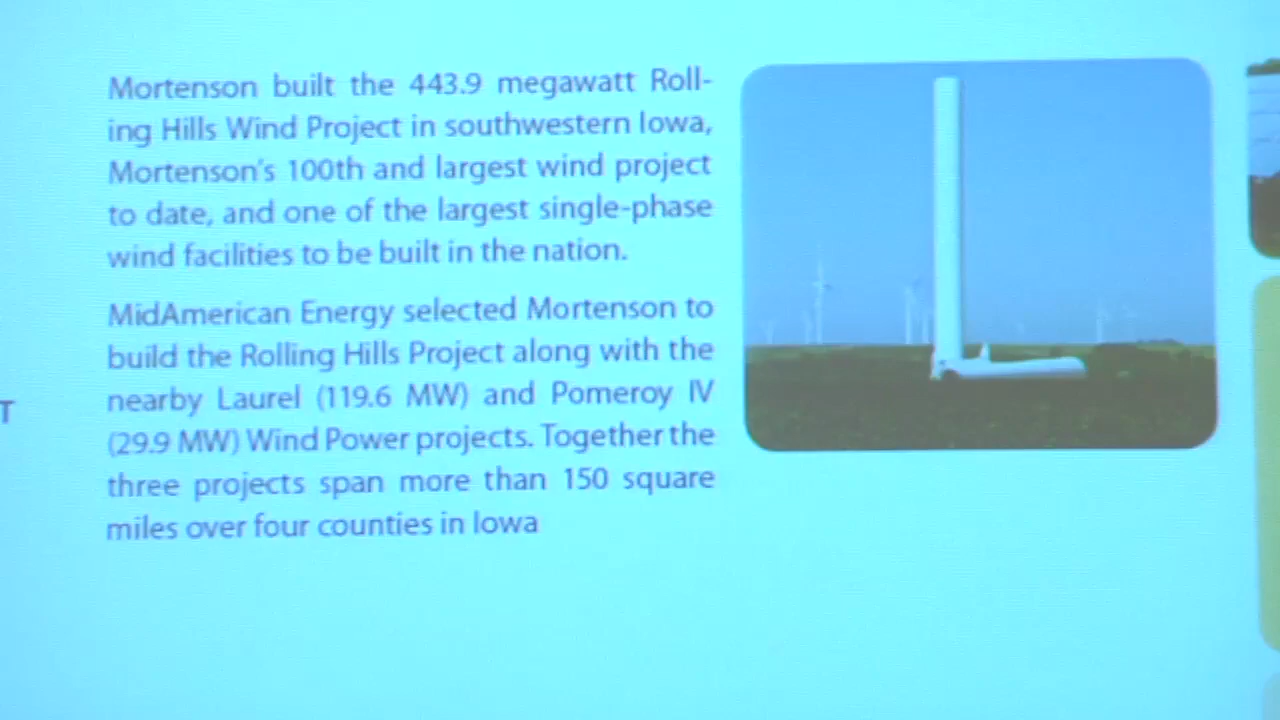 Mortenson built the 443.9 megawatt Roll-
ing Hills Wind Project in southwestern Iowa,
Mortenson's 100th and largest wind project
to date, and one of the largest single-phase
wind facilities to be built in the nation.
MidAmerican Energy selected Mortenson to
build the Rolling Hills Project along with the
nearby Laurel (119.6 MW) and Pomeroy IV
(29.9 MW) Wind Power projects. Together the
three projects span more than 150 square
miles over four counties in Iowa
T